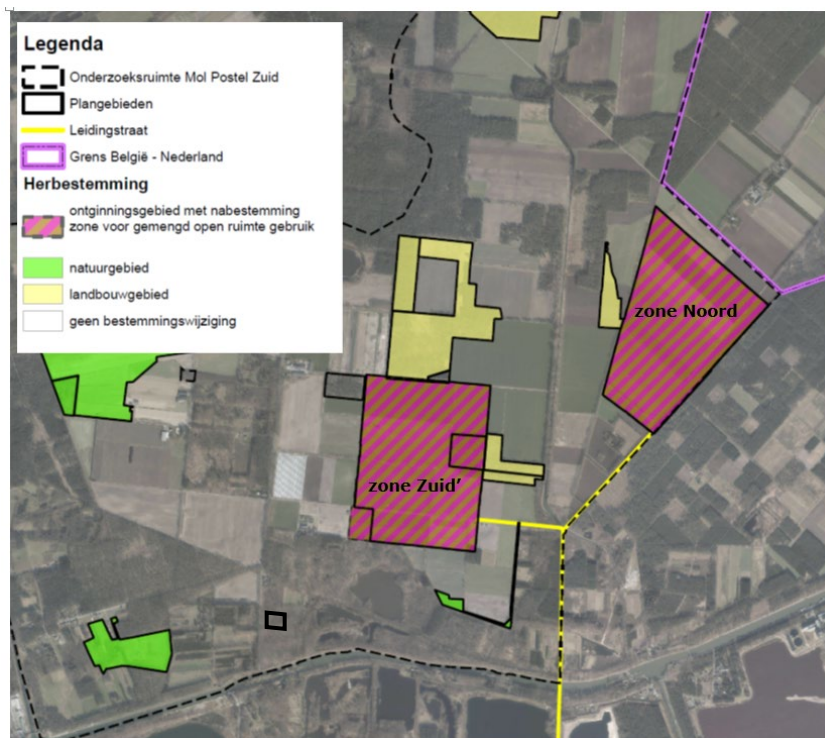 Legenda
Onderzoeksruimte Mol Postel Zuid
Plangebieden
Leidingstraat
Grens België - Nederland
Herbestemming
ontginningsgebied met nabestemming
zone voor gemengd open ruimte gebruik
natuurgebied
landbouwgebied
geen bestemmingswijziging
zone Noord
zone Zuid’